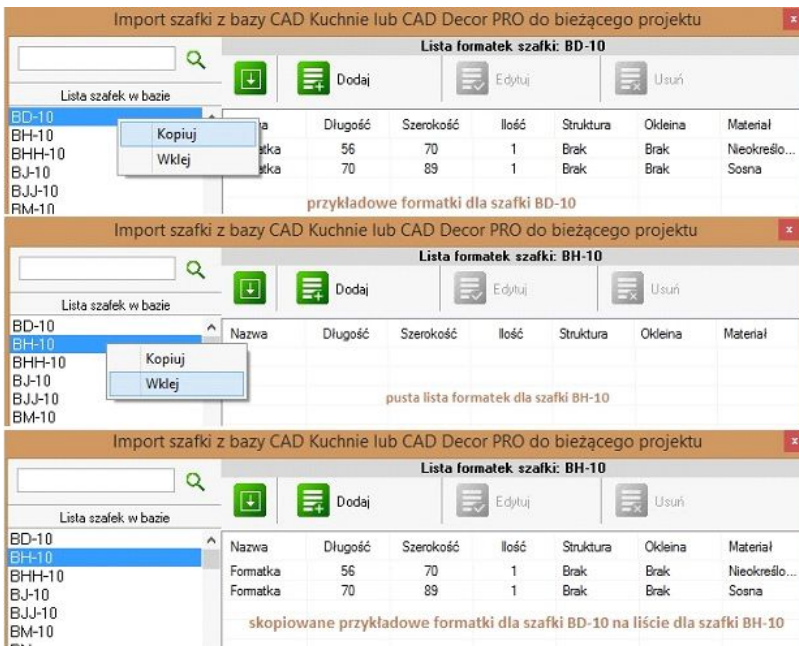 Import szafki z bazy CAD Kuchnie lub CAD Decor PRO do bieżącego projektu x
Lista formatek szafki: BD-10
Dodaj Edytuj Usuń
Lista szafek w bazie
BD-10
Długość Szerokość Ilość Struktura Okleina Materiał
BH-10 Kopiuj 56 70 1 Brak Brak Nieokreślo...
BHH-10 Wklej 70 89 1 Brak Brak Sosna
BJ-10
BJJ-10
BM-10 przykładowe formatki dla szafki BD-10
Import szafki z bazy CAD Kuchnie lub CAD Decor PRO do bieżącego projektu x
Lista formatek szafki: BH-10
Dodaj Edytuj Usuń
Lista szafek w bazie
BD-10 Nazwa Długość Szerokość Ilość Struktura Okleina Materiał
BH-10
BHH-10 Kopiuj
BJ-10 Wklej
BJJ-10 pusta lista formatek dla szafki BH-10
BM-10
Import szafki z bazy CAD Kuchnie lub CAD Decor PRO do bieżącego projektu x
Lista formatek szafki: BH-10
Dodaj Edytuj Usuń
Lista szafek w bazie
BD-10 Nazwa Długość Szerokość Ilość Struktura Okleina Materiał
BH-10
BHH-10 Formatka 56 70 1 Brak Brak Nieokreślo...
BJ-10 Formatka 70 89 1 Brak Brak Sosna
BJJ-10
BM-10 skopiowane przykładowe formatki dla szafki BD-10 na liście dla szafki BH-10